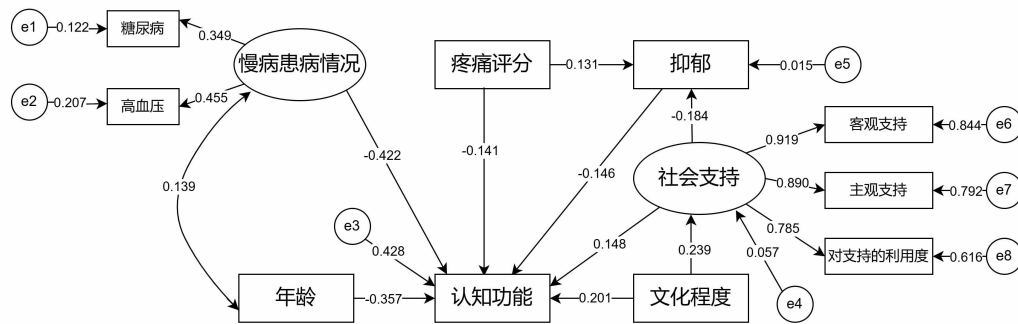 e1
0.122
糖尿病
0.349
慢病患病情况
疼痛评分
0.131
抑郁
0.015
e5
e2
0.207
高血压
0.455
-0.184
客观支持
0.844
e6
0.919
-0.422
-0.141
-0.146
社会支持
0.890
主观支持
0.792
e7
0.139
0.785
e3
0.428
0.148
0.239
0.057
对支持的利用度
0.616
e8
年龄
-0.357
认知功能
0.201
文化程度
e4